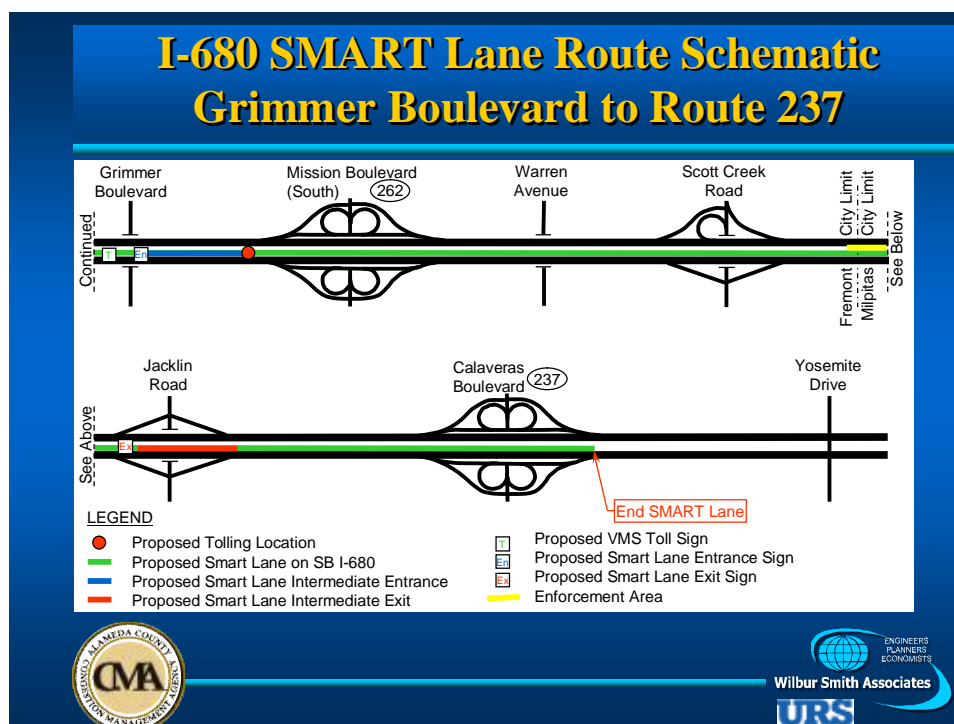 I-680 SMART Lane Route Schematic
Grimmer Boulevard to Route 237
Grimmer
Boulevard
Mission Boulevard
(South)
262
Warren
Avenue
Scott Creek
Road
City Limit
City Limit
Continued
T
En
See Below
Fremont
Milpitas
Jacklin
Road
Calaveras
Boulevard
237
Yosemite
Drive
See Above
Ex
End SMART Lane
LEGEND
Proposed Tolling Location
Proposed Smart Lane on SB I-680
Proposed Smart Lane Intermediate Entrance
Proposed Smart Lane Intermediate Exit
T
Proposed VMS Toll Sign
En
Proposed Smart Lane Entrance Sign
Ex
Proposed Smart Lane Exit Sign
Enforcement Area
ALAMEDA COUNTY
CMA
CONGESTION MANAGEMENT AGENCY
ENGINEERS
PLANNERS
ECONOMISTS
Wilbur Smith Associates
URS